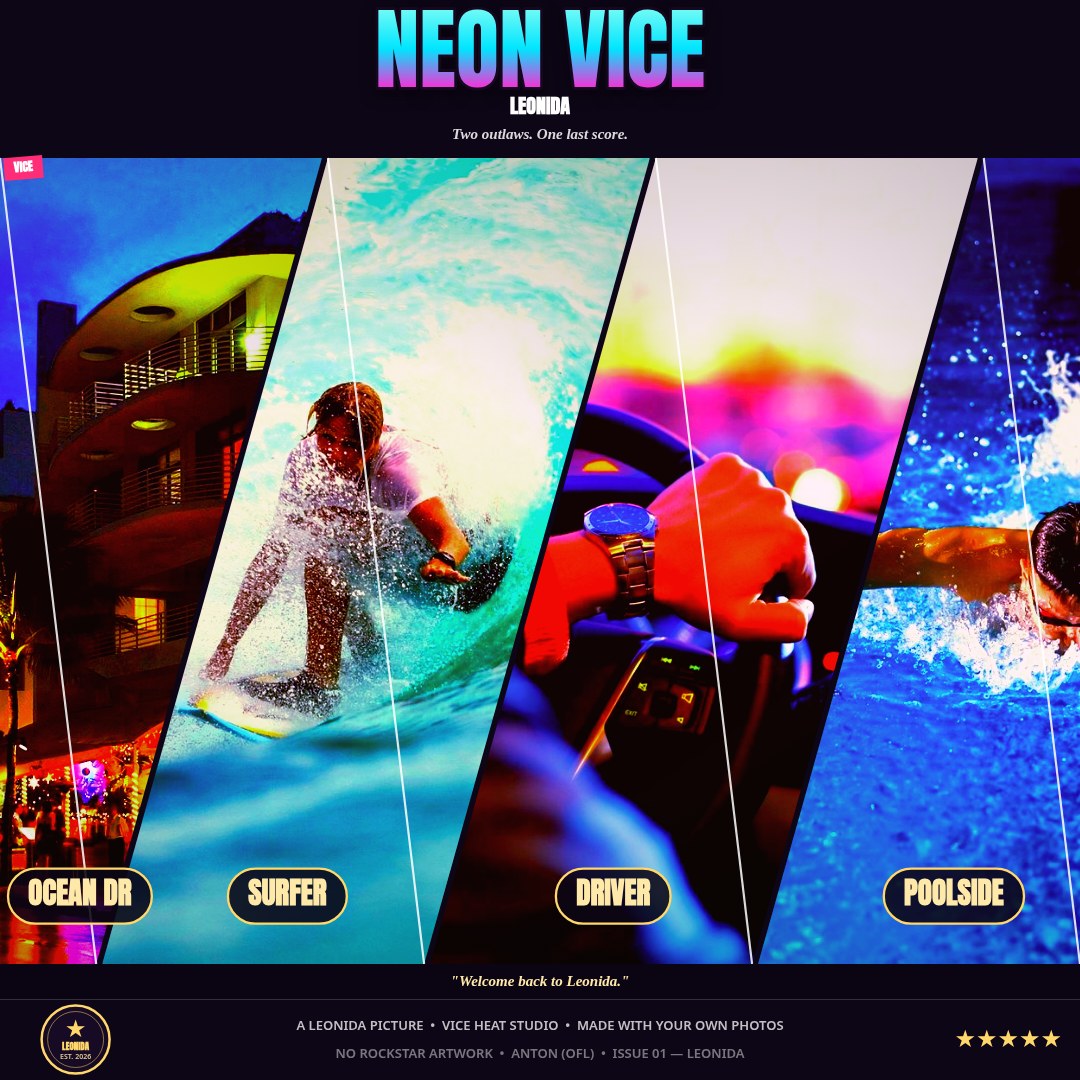 NEON VICE
LEONIDA
Two outlaws. One last score.
VICE
OCEAN DR
SURFER
DRIVER
POOLSIDE
EXIT
"Welcome back to Leonida."
LEONIDA
EST. 2026
A LEONIDA PICTURE • VICE HEAT STUDIO • MADE WITH YOUR OWN PHOTOS
NO ROCKSTAR ARTWORK • ANTON (OFL) • ISSUE 01 — LEONIDA